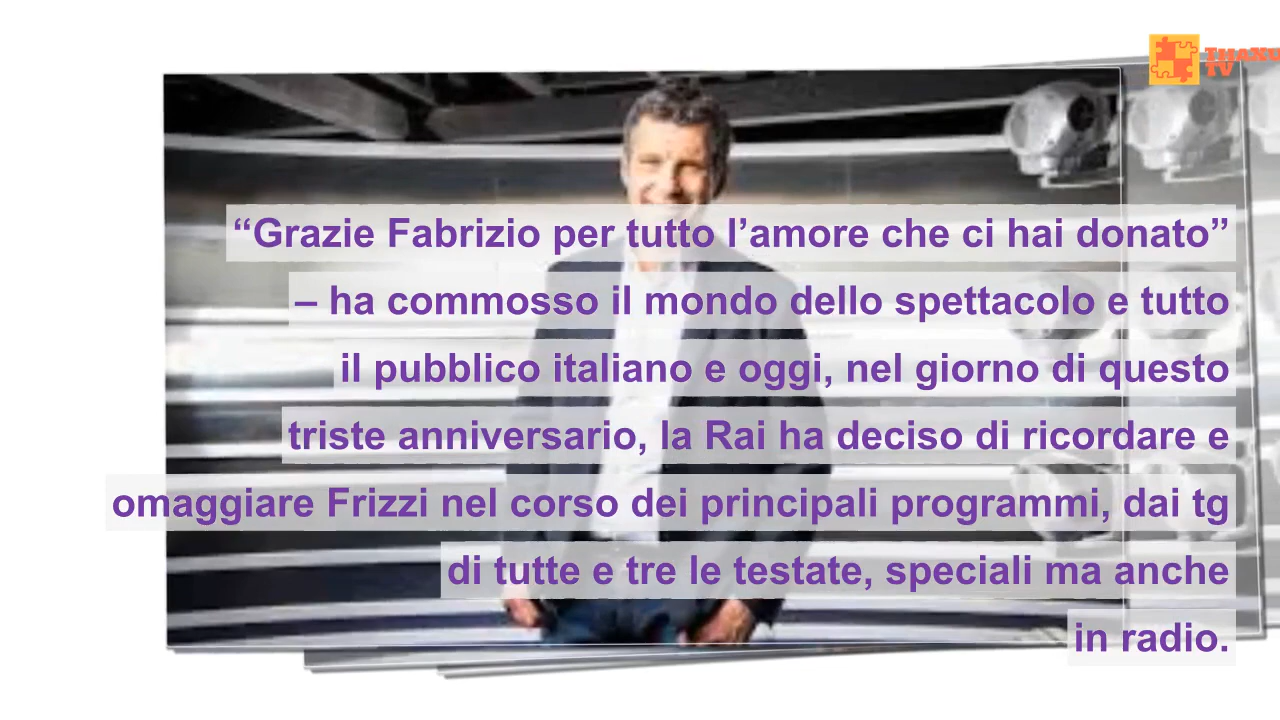 THAXU
TV
“Grazie Fabrizio per tutto l’amore che ci hai donato”
– ha commosso il mondo dello spettacolo e tutto
il pubblico italiano e oggi, nel giorno di questo
triste anniversario, la Rai ha deciso di ricordare e
omaggiare Frizzi nel corso dei principali programmi, dai tg
di tutte e tre le testate, speciali ma anche
in radio.